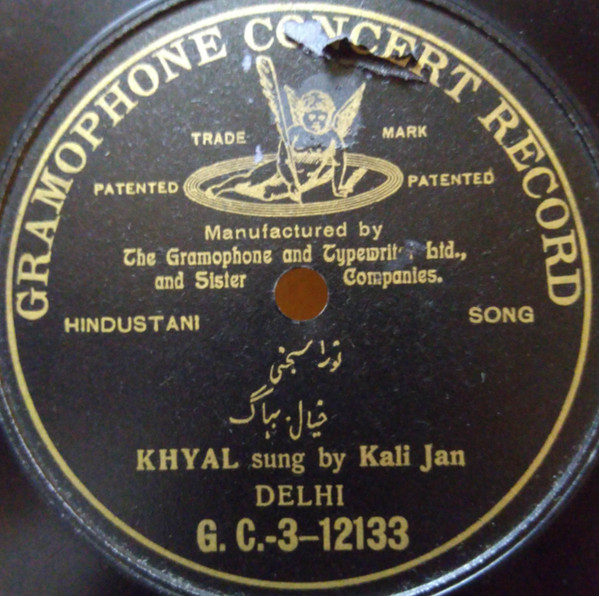 GRAMOPHONE CONCERT RECORD
TRADE MARK
PATENTED PATENTED
Manufactured by
The Gramophone and Typewriter Ltd.,
and Sister Companies.
HINDUSTANI SONG
تورا سجنی
خیال بہاگ
KHYAL sung by Kali Jan
DELHI
G. C.-3-12133